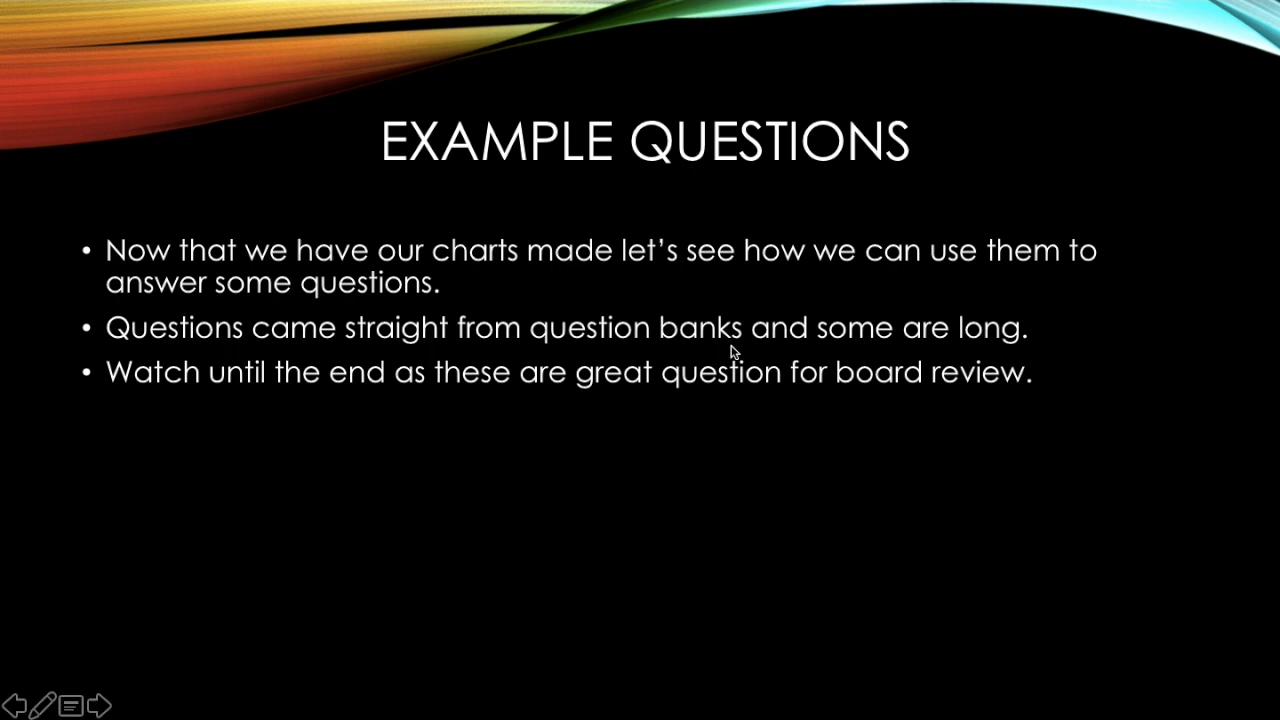 EXAMPLE QUESTIONS
• Now that we have our charts made let’s see how we can use them to
answer some questions.
• Questions came straight from question banks and some are long.
• Watch until the end as these are great question for board review.